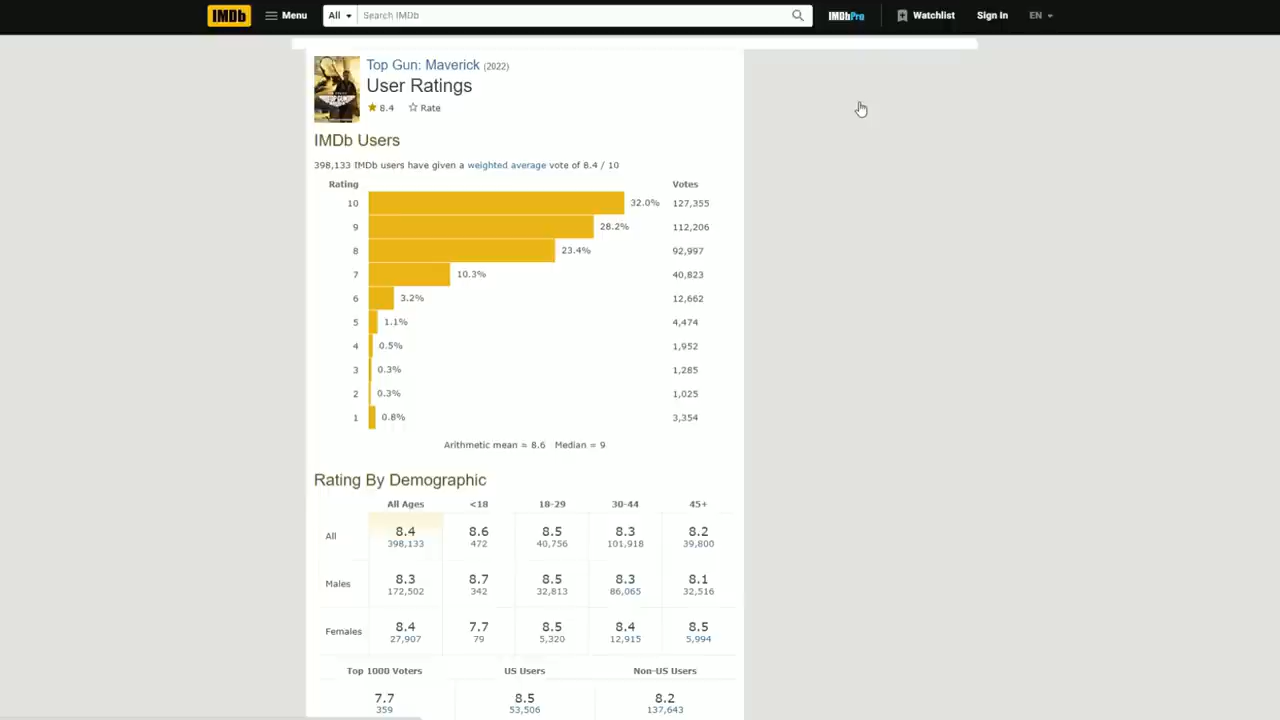 IMDb Menu All Search IMDb IMDbPro Watchlist Sign In EN
Top Gun: Maverick (2022)
User Ratings
8.4 Rate
IMDb Users
398,133 IMDb users have given a weighted average vote of 8.4 / 10
Rating Votes
10 32.0% 127,355
9 28.2% 112,206
8 23.4% 92,997
7 10.3% 40,823
6 3.2% 12,662
5 1.1% 4,474
4 0.5% 1,952
3 0.3% 1,285
2 0.3% 1,025
1 0.8% 3,354
Arithmetic mean = 8.6 Median = 9
Rating By Demographic
All Ages <18 18-29 30-44 45+
All 8.4 8.6 8.5 8.3 8.2
398,133 472 40,756 101,918 39,800
Males 8.3 8.7 8.5 8.3 8.1
172,502 342 32,813 86,065 32,516
Females 8.4 7.7 8.5 8.4 8.5
27,907 79 5,320 12,915 5,994
Top 1000 Voters US Users Non-US Users
7.7 8.5 8.2
359 53,506 137,643